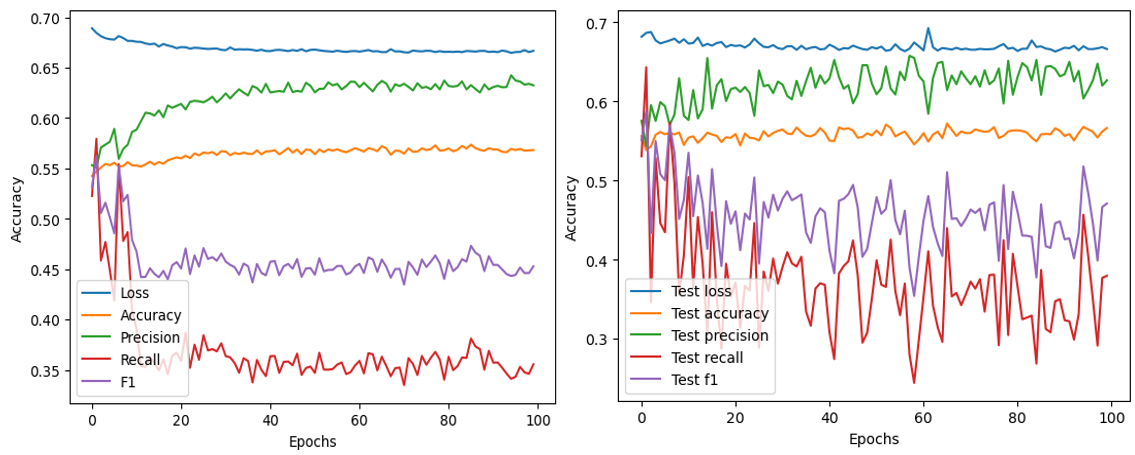 0.70
0.65
0.60
0.55
0.50
0.45
0.40
0.35
Accuracy
Loss
Accuracy
Precision
Recall
F1
0
20
40
60
80
100
Epochs
0.7
0.6
0.5
0.4
0.3
Accuracy
Test loss
Test accuracy
Test precision
Test recall
Test f1
0
20
40
60
80
100
Epochs